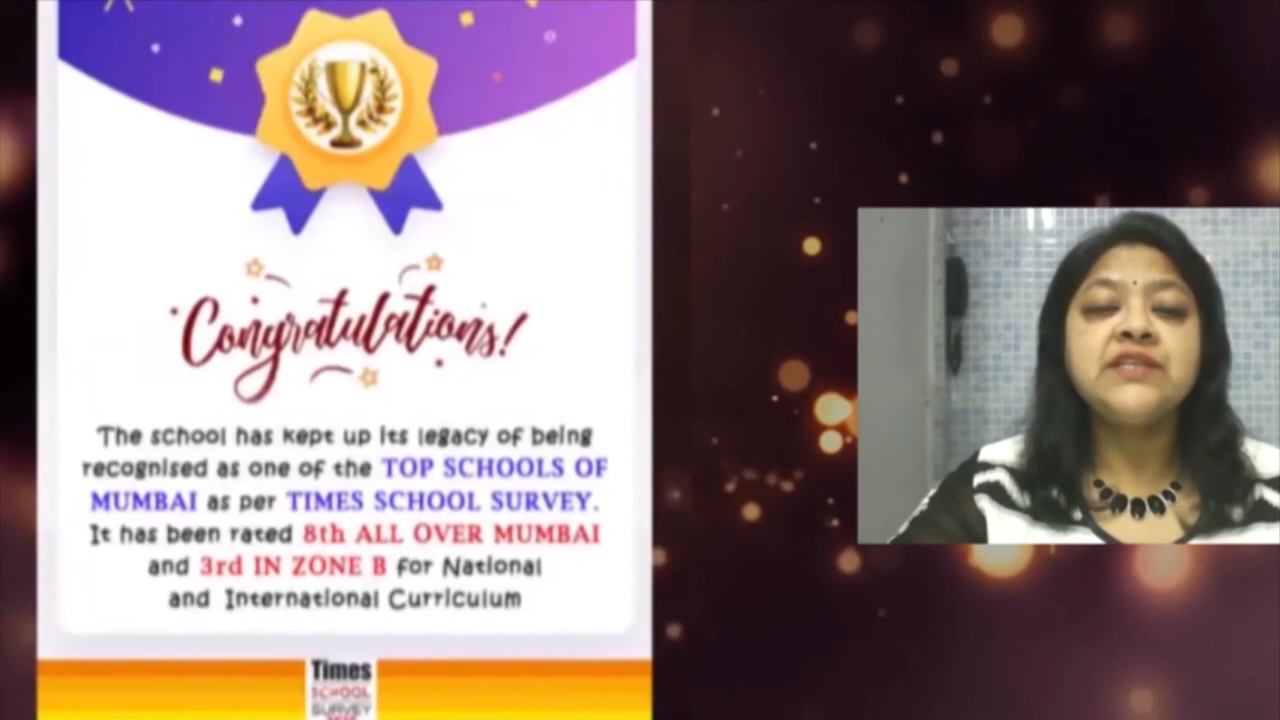 Congratulations!
The school has kept up its legacy of being
recognised as one of the TOP SCHOOLS OF
MUMBAI as per TIMES SCHOOL SURVEY.
It has been rated 8th ALL OVER MUMBAI
and 3rd IN ZONE B for National
and International Curriculum
Times
SCHOOL
SURVEY